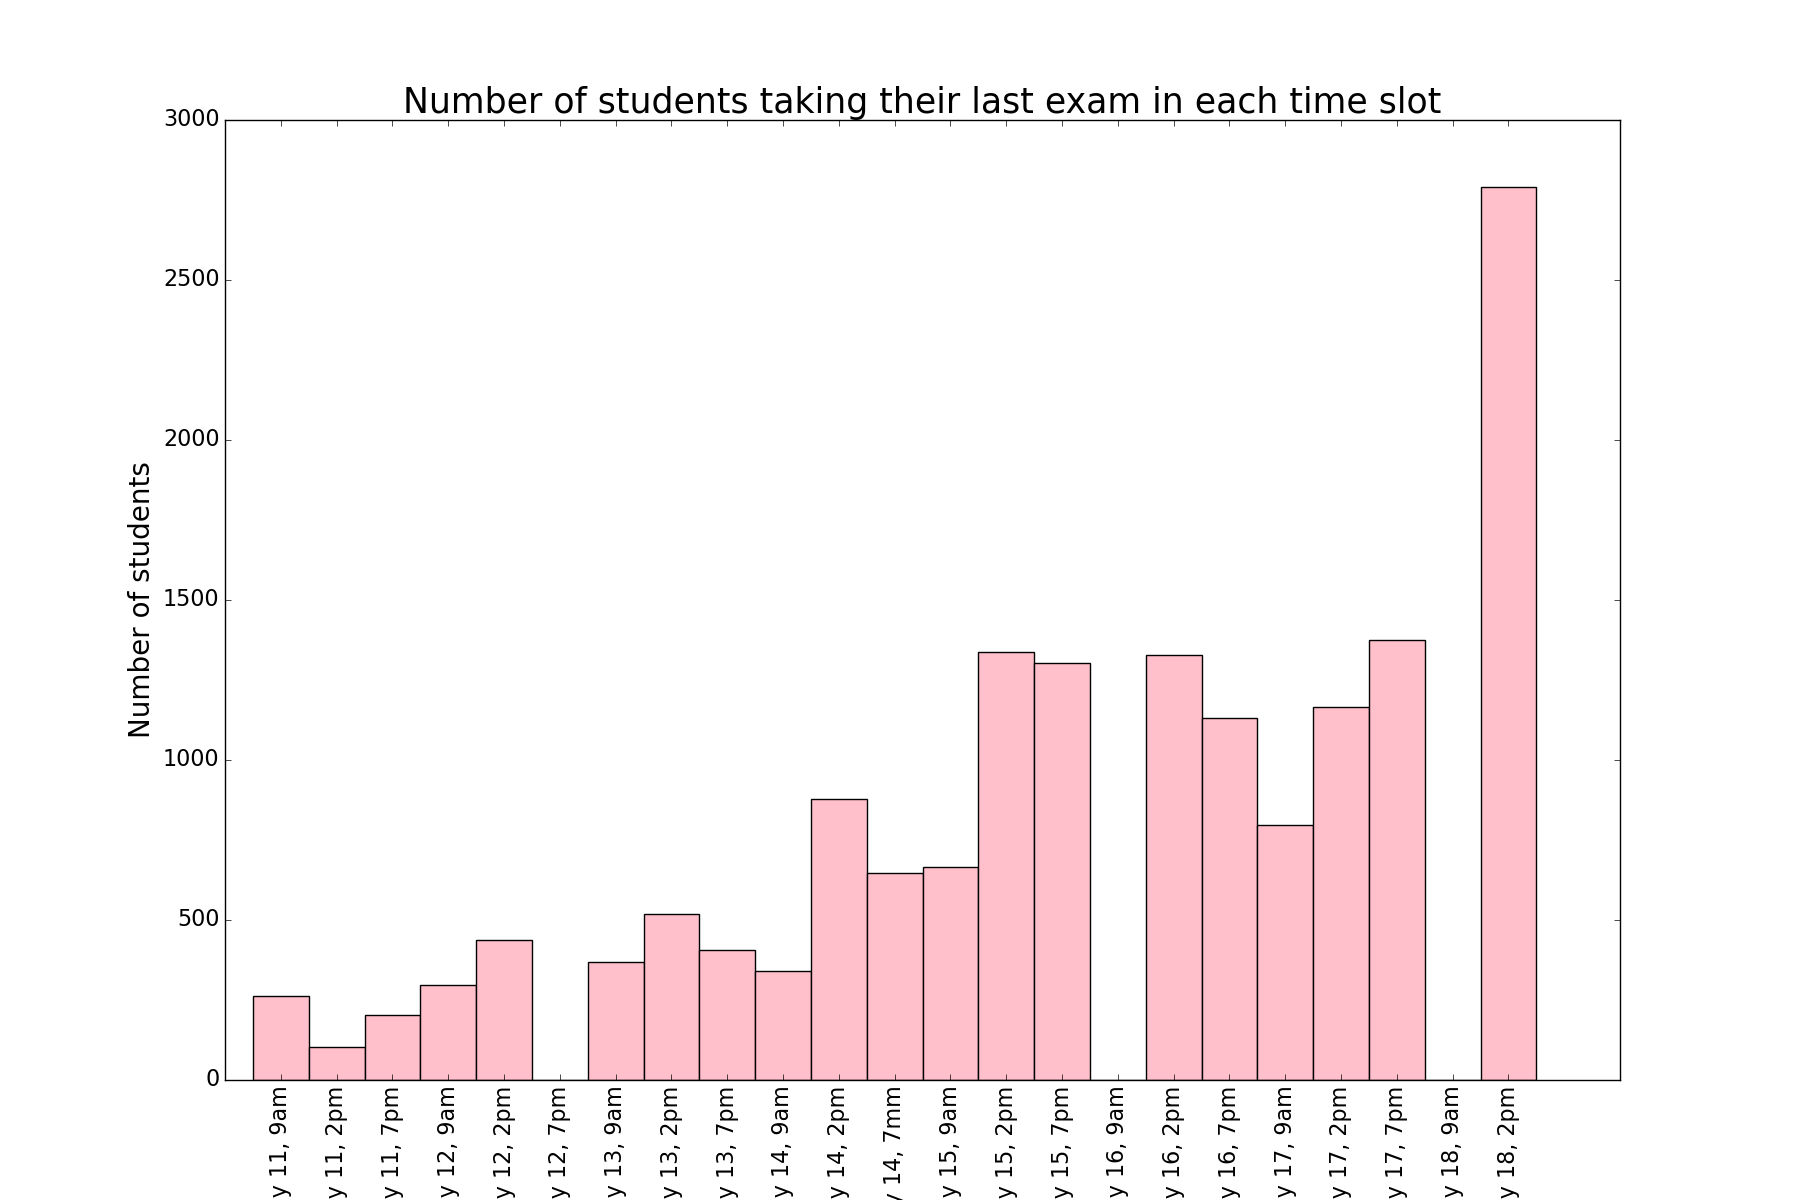 Number of students taking their last exam in each time slot
Number of students
3000
2500
2000
1500
1000
500
0
y 11, 9am
y 11, 2pm
y 11, 7pm
y 12, 9am
y 12, 2pm
y 12, 7pm
y 13, 9am
y 13, 2pm
y 13, 7pm
y 14, 9am
y 14, 2pm
y 14, 7mm
y 15, 9am
y 15, 2pm
y 15, 7pm
y 16, 9am
y 16, 2pm
y 16, 7pm
y 17, 9am
y 17, 2pm
y 17, 7pm
y 18, 9am
y 18, 2pm